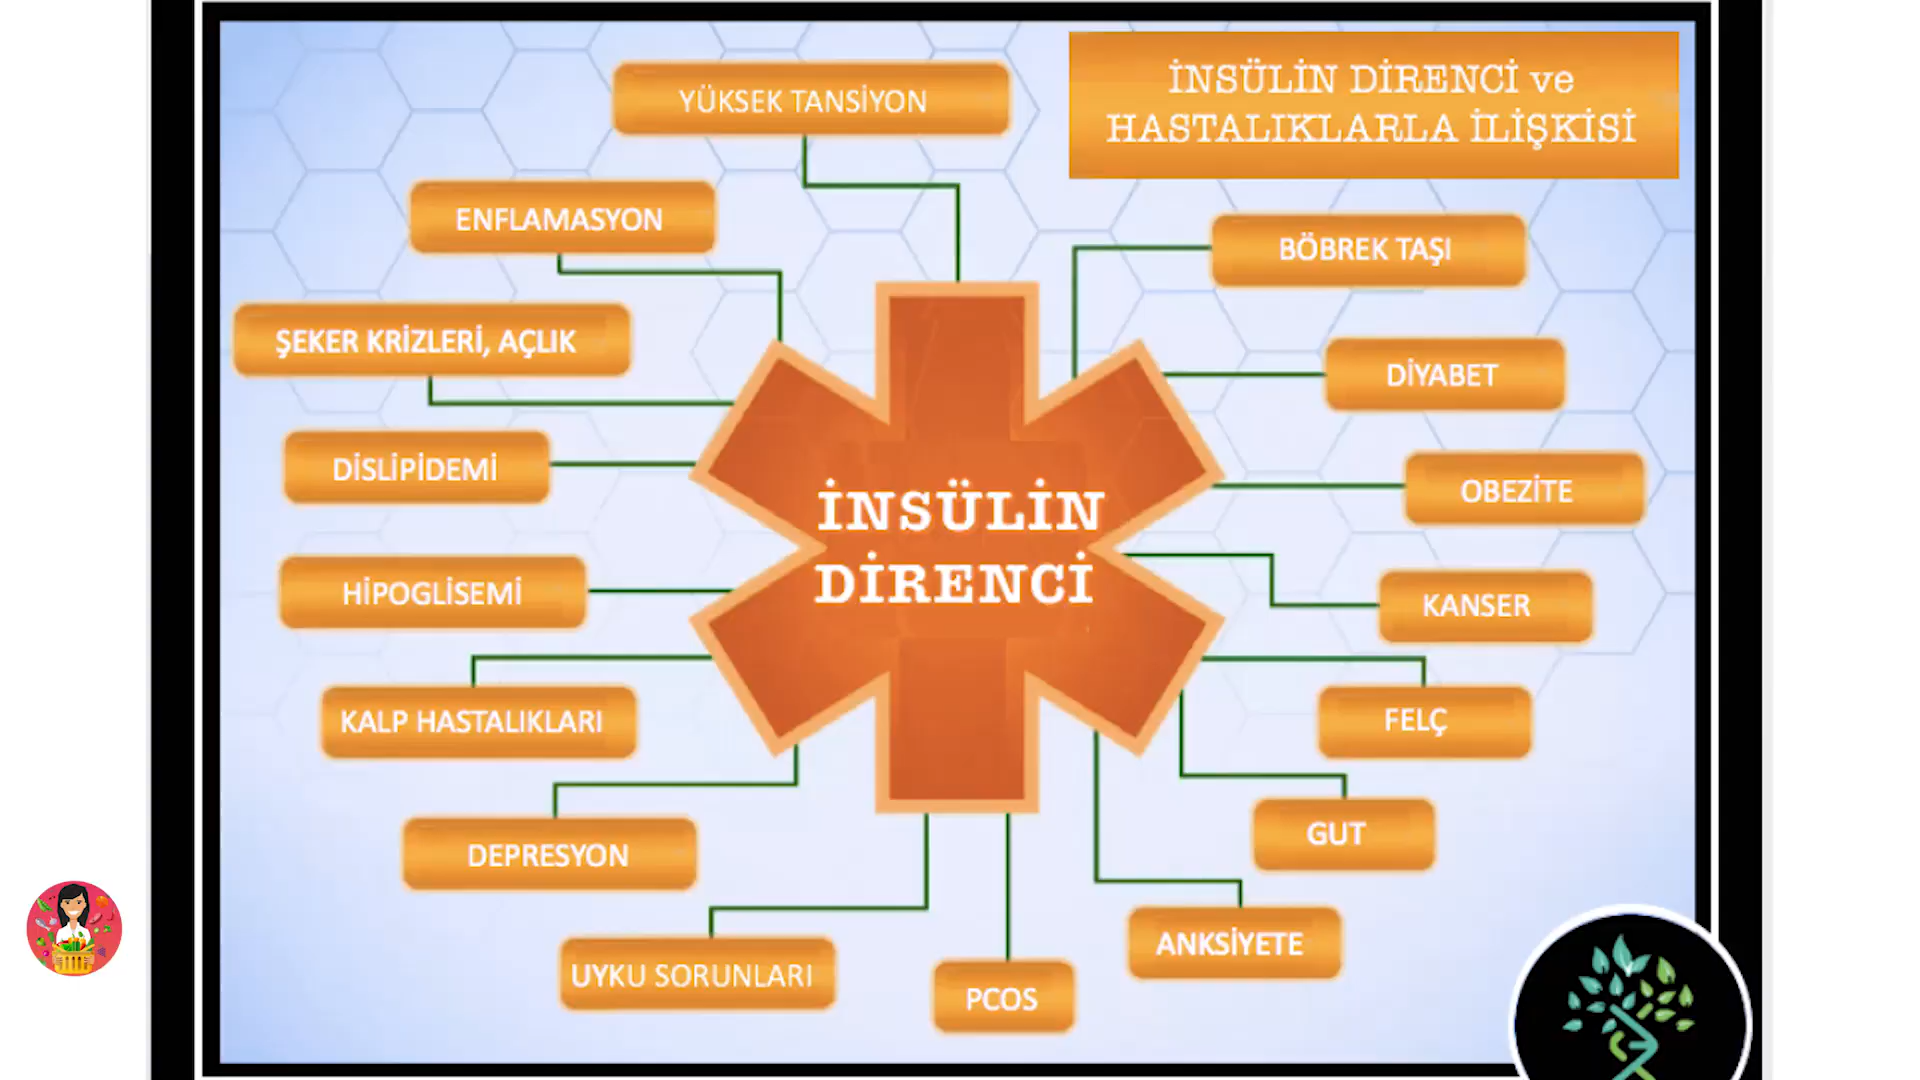 İNSÜLİN DİRENCİ ve
HASTALIKLARLA İLİŞKİSİ
YÜKSEK TANSİYON
ENFLAMASYON
ŞEKER KRİZLERİ, AÇLIK
DİSLİPİDEMİ
HİPOGLİSEMİ
KALP HASTALIKLARI
DEPRESYON
UYKU SORUNLARI
PCOS
ANKSİYETE
GUT
FELÇ
KANSER
OBEZİTE
DİYABET
BÖBREK TAŞI
İNSÜLİN
DİRENCİ